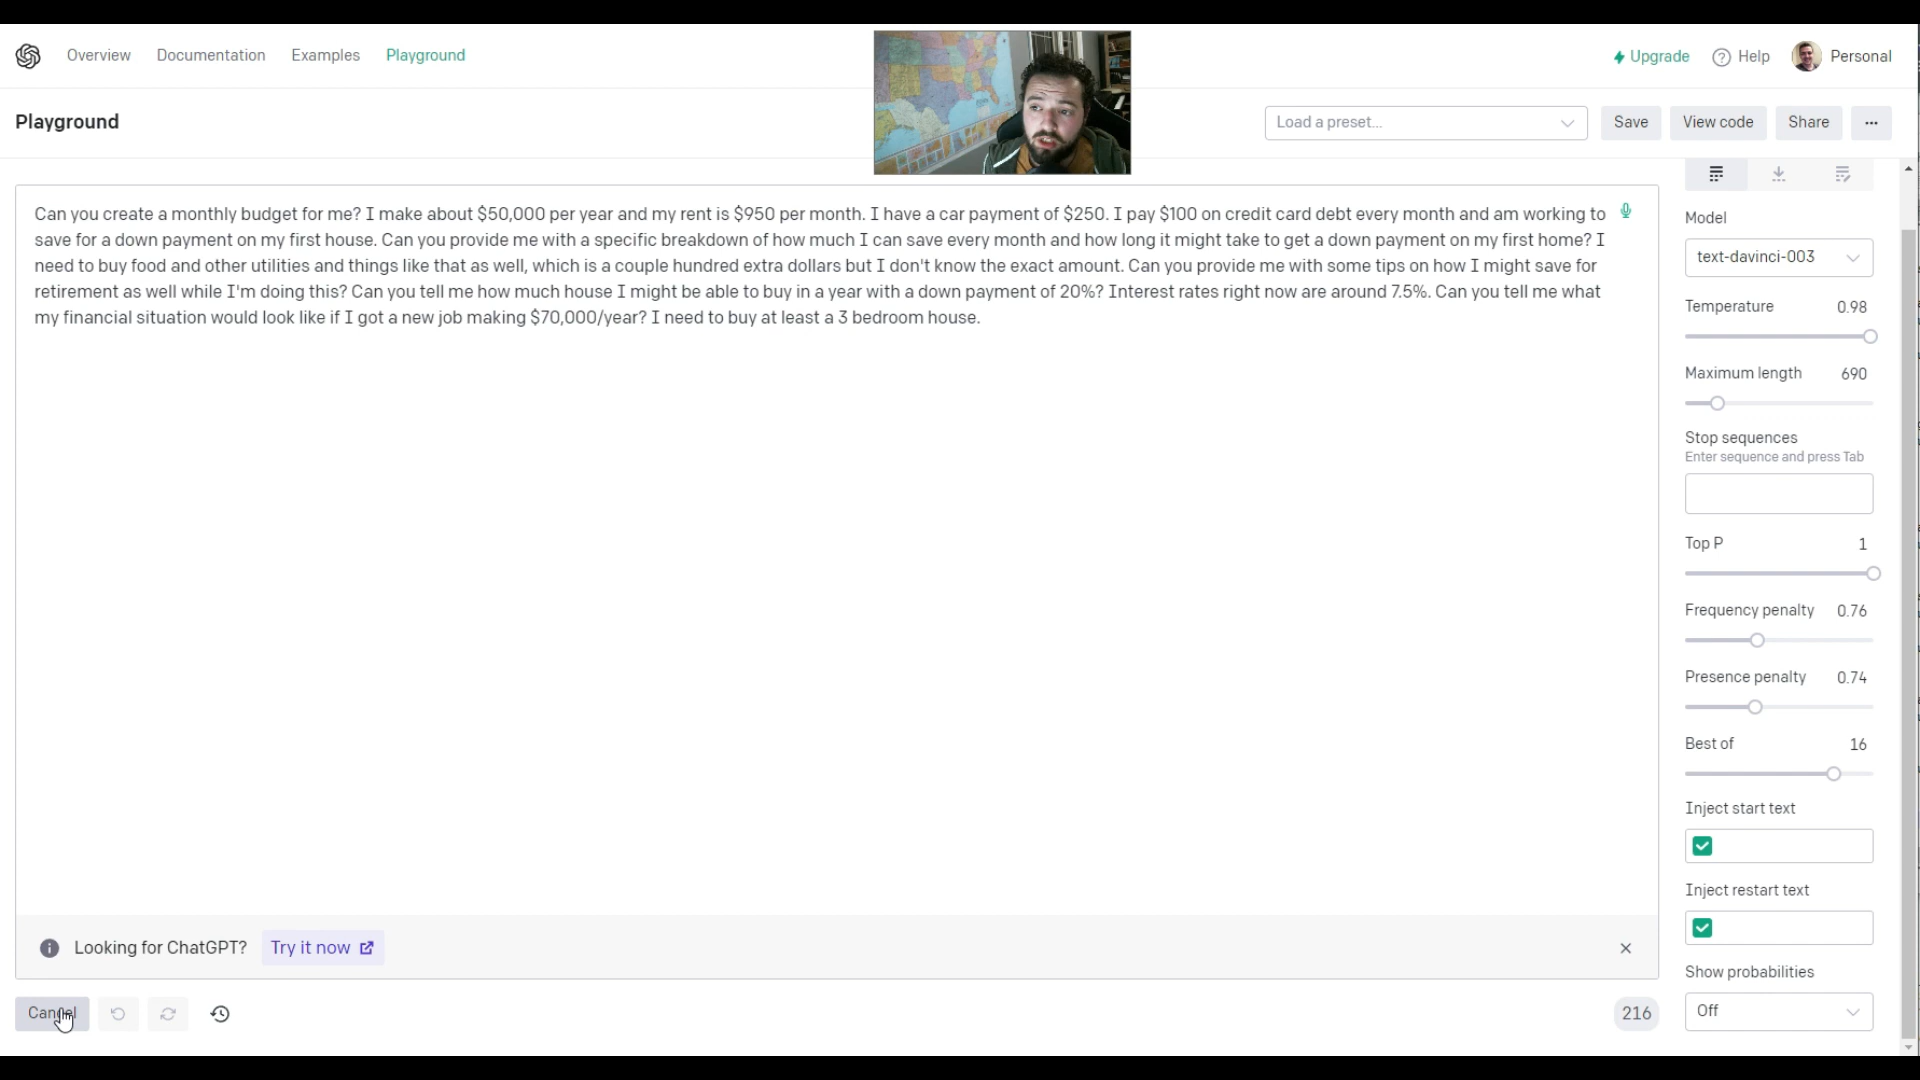 Overview Documentation Examples Playground
Upgrade Help Personal
Playground
Load a preset... Save View code Share ...
Can you create a monthly budget for me? I make about $50,000 per year and my rent is $950 per month. I have a car payment of $250. I pay $100 on credit card debt every month and am working to
save for a down payment on my first house. Can you provide me with a specific breakdown of how much I can save every month and how long it might take to get a down payment on my first home? I
need to buy food and other utilities and things like that as well, which is a couple hundred extra dollars but I don't know the exact amount. Can you provide me with some tips on how I might save for
retirement as well while I'm doing this? Can you tell me how much house I might be able to buy in a year with a down payment of 20%? Interest rates right now are around 7.5%. Can you tell me what
my financial situation would look like if I got a new job making $70,000/year? I need to buy at least a 3 bedroom house.
Looking for ChatGPT? Try it now
Cancel
216
Model
text-davinci-003
Temperature 0.98
Maximum length 690
Stop sequences
Enter sequence and press Tab
Top P 1
Frequency penalty 0.76
Presence penalty 0.74
Best of 16
Inject start text
Inject restart text
Show probabilities
Off